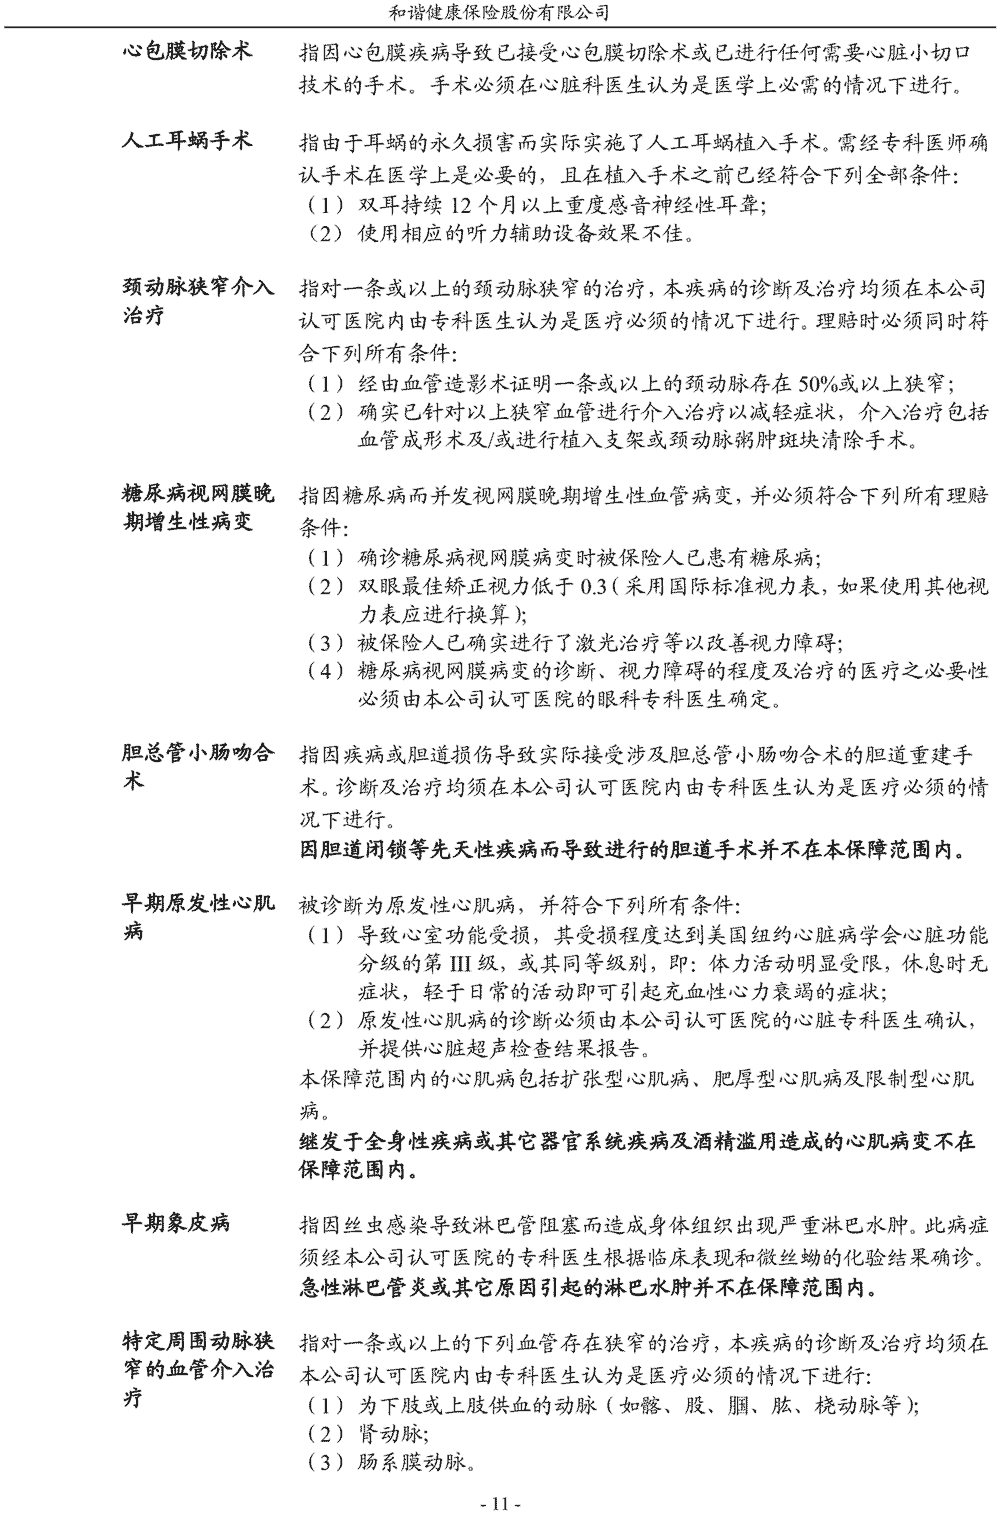 和谐健康保险股份有限公司
心包膜切除术 指因心包膜疾病导致已接受心包膜切除术或已进行任何需要心脏小切口
技术的手术。手术必须在心脏科医生认为是医学上必需的情况下进行。
人工耳蜗手术 指由于耳蜗的永久损害而实际实施了人工耳蜗植入手术。需经专科医师确
认手术在医学上是必要的，且在植入手术之前已经符合下列全部条件：
（1）双耳持续 12 个月以上重度感音神经性耳聋；
（2）使用相应的听力辅助设备效果不佳。
颈动脉狭窄介入 指对一条或以上的颈动脉狭窄的治疗，本疾病的诊断及治疗均须在本公司
治疗 认可医院内由专科医生认为是医疗必须的情况下进行。理赔时必须同时符
合下列所有条件：
（1）经由血管造影术证明一条或以上的颈动脉存在 50%或以上狭窄；
（2）确实已针对以上狭窄血管进行介入治疗以减轻症状，介入治疗包括
血管成形术及/或进行植入支架或颈动脉粥肿斑块清除手术。
糖尿病视网膜晚 指因糖尿病而并发视网膜晚期增生性血管病变，并必须符合下列所有理赔
期增生性病变 条件：
（1）确诊糖尿病视网膜病变时被保险人已患有糖尿病；
（2）双眼最佳矫正视力低于 0.3（采用国际标准视力表，如果使用其他视
力表应进行换算）；
（3）被保险人已确实进行了激光治疗等以改善视力障碍；
（4）糖尿病视网膜病变的诊断、视力障碍的程度及治疗的医疗之必要性
必须由本公司认可医院的眼科专科医生确定。
胆总管小肠吻合 指因疾病或胆道损伤导致实际接受涉及胆总管小肠吻合术的胆道重建手
术 术。诊断及治疗均须在本公司认可医院内由专科医生认为是医疗必须的情
况下进行。
因胆道闭锁等先天性疾病而导致进行的胆道手术并不在本保障范围内。
早期原发性心肌 被诊断为原发性心肌病，并符合下列所有条件：
病 （1）导致心室功能受损，其受损程度达到美国纽约心脏病学会心脏功能
分级的第 III 级，或其同等级别，即：体力活动明显受限，休息时无
症状，轻于日常的活动即可引起充血性心力衰竭的症状；
（2）原发性心肌病的诊断必须由本公司认可医院的心脏专科医生确认，
并提供心脏超声检查结果报告。
本保障范围内的心肌病包括扩张型心肌病、肥厚型心肌病及限制型心肌
病。
继发于全身性疾病或其它器官系统疾病及酒精滥用造成的心肌病变不在
保障范围内。
早期象皮病 指因丝虫感染导致淋巴管阻塞而造成身体组织出现严重淋巴水肿。此病症
须经本公司认可医院的专科医生根据临床表现和微丝蚴的化验结果确诊。
急性淋巴管炎或其它原因引起的淋巴水肿并不在保障范围内。
特定周围动脉狭 指对一条或以上的下列血管存在狭窄的治疗，本疾病的诊断及治疗均须在
窄的血管介入治 本公司认可医院内由专科医生认为是医疗必须的情况下进行：
疗 （1）为下肢或上肢供血的动脉（如髂、股、腘、肱、桡动脉等）；
（2）肾动脉；
（3）肠系膜动脉。
- 11 -